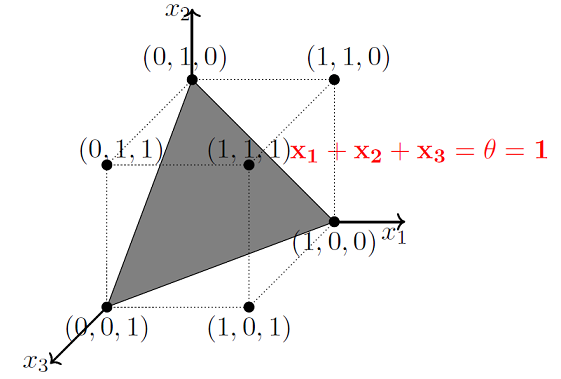 x₂
(0, 1, 0)
(1, 1, 0)
(0, 1, 1)
(1, 1, 1)
x₁ + x₂ + x₃ = θ = 1
(1, 0, 0)
x₁
(0, 0, 1)
(1, 0, 1)
x₃